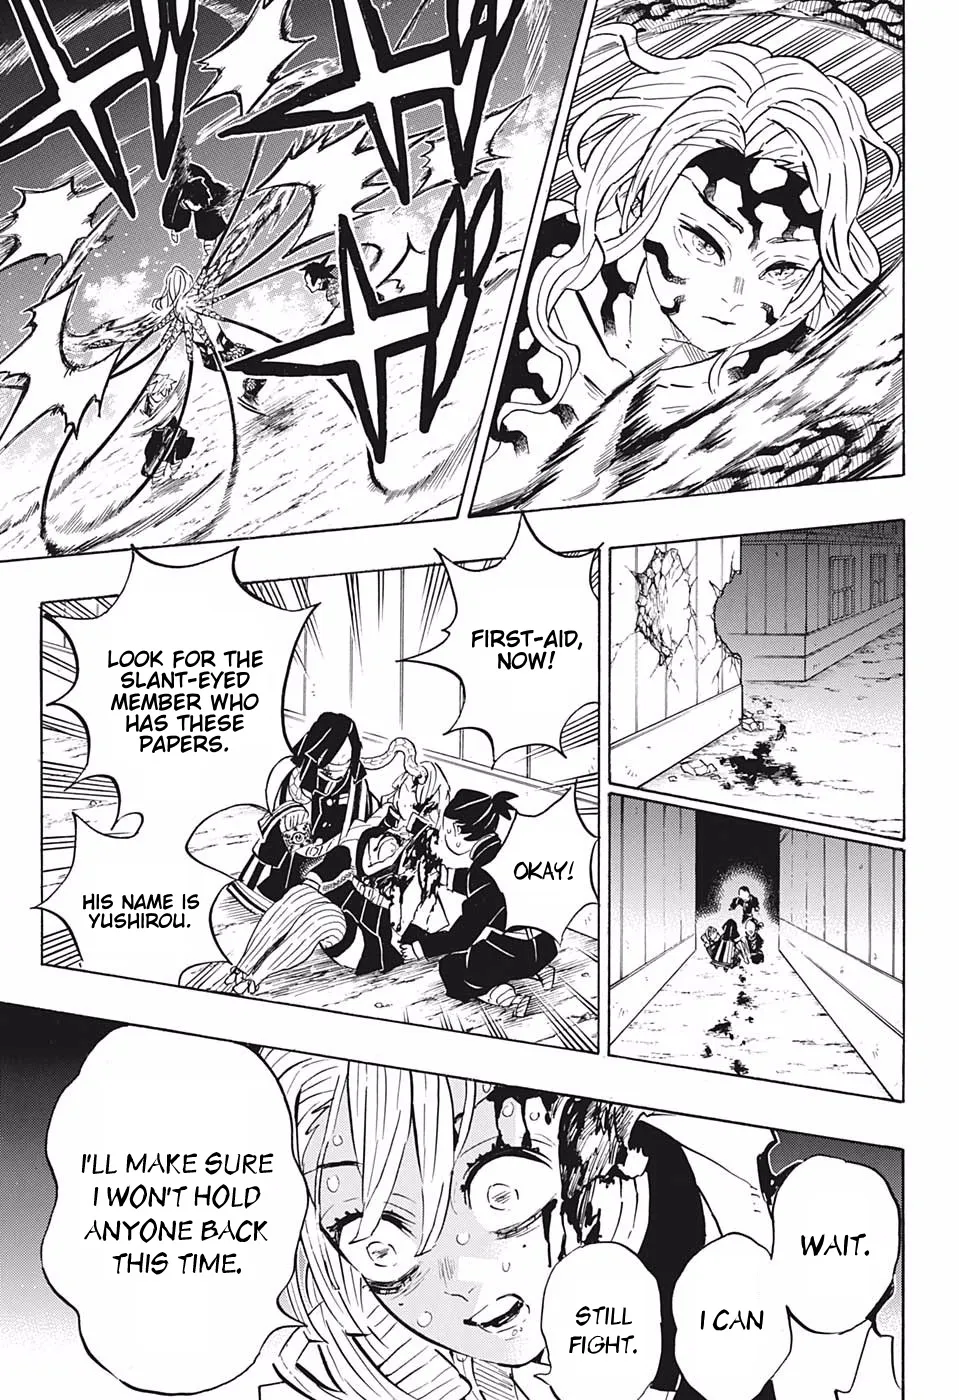 FIRST-AID,
NOW!
LOOK FOR THE
SLANT-EYED
MEMBER WHO
HAS THESE
PAPERS.
OKAY!
HIS NAME IS
YUSHIROU.
WAIT.
I CAN
STILL
FIGHT.
I'LL MAKE SURE
I WON'T HOLD
ANYONE BACK
THIS TIME.